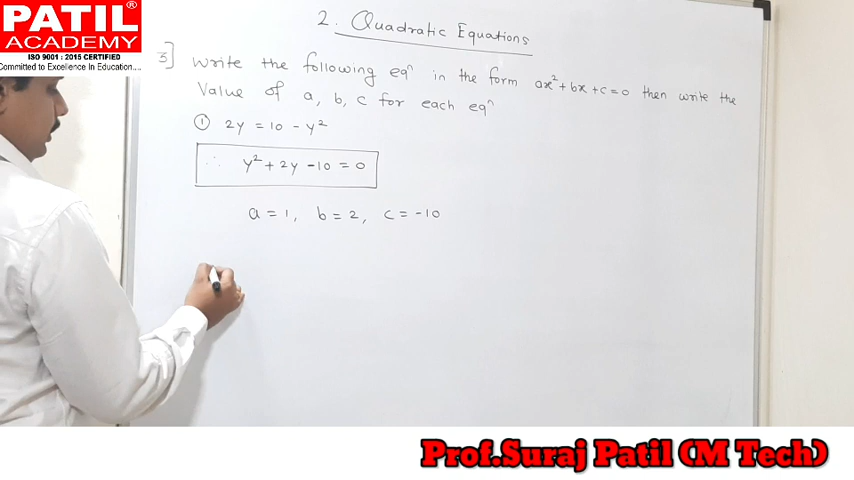 PATIL®
ACADEMY
ISO 9001 : 2015 CERTIFIED
Committed to Excellence In Education....
2. Quadratic Equations
3] Write the following eqⁿ in the form ax² + bx + c = 0 then write the
Value of a, b, c for each eqⁿ
① 2y = 10 - y²
∴ y² + 2y - 10 = 0
a = 1, b = 2, c = -10
Prof.Suraj Patil (M Tech)